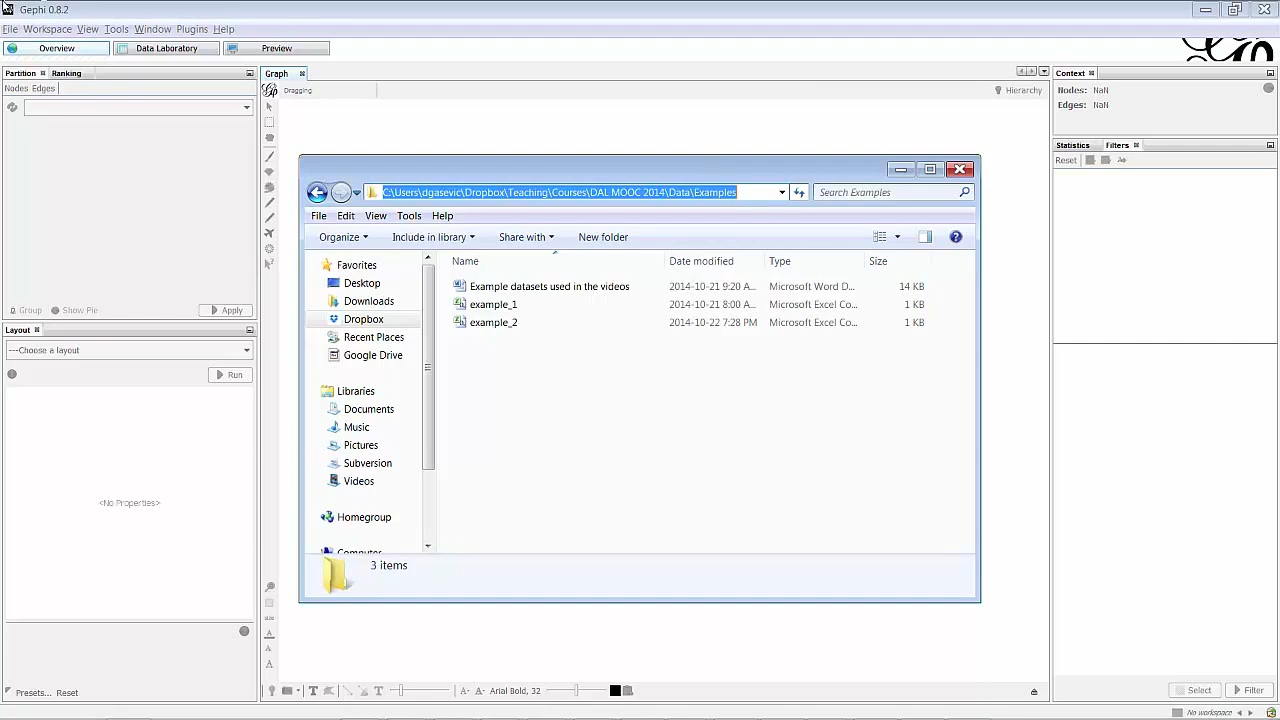 Gephi 0.8.2
File Workspace View Tools Window Plugins Help
Overview Data Laboratory Preview
Partition Ranking
Nodes Edges
Group Show Pie Apply
Layout
---Choose a layout
Run
<No Properties>
Presets... Reset
Graph
Dragging
Hierarchy
C:\Users\dgasevic\Dropbox\Teaching\Courses\DAL MOOC 2014\Data\Examples
Search Examples
File Edit View Tools Help
Organize Include in library Share with New folder
Favorites
Desktop
Downloads
Dropbox
Recent Places
Google Drive
Libraries
Documents
Music
Pictures
Subversion
Videos
Homegroup
Computer
Name Date modified Type Size
Example datasets used in the videos 2014-10-21 9:20 A... Microsoft Word D... 14 KB
example_1 2014-10-21 8:00 A... Microsoft Excel Co... 1 KB
example_2 2014-10-22 7:28 PM Microsoft Excel Co... 1 KB
3 items
T T A- A- Arial Bold, 32
Context
Nodes: NaN
Edges: NaN
Statistics Filters
Reset
Select Filter
No workspace